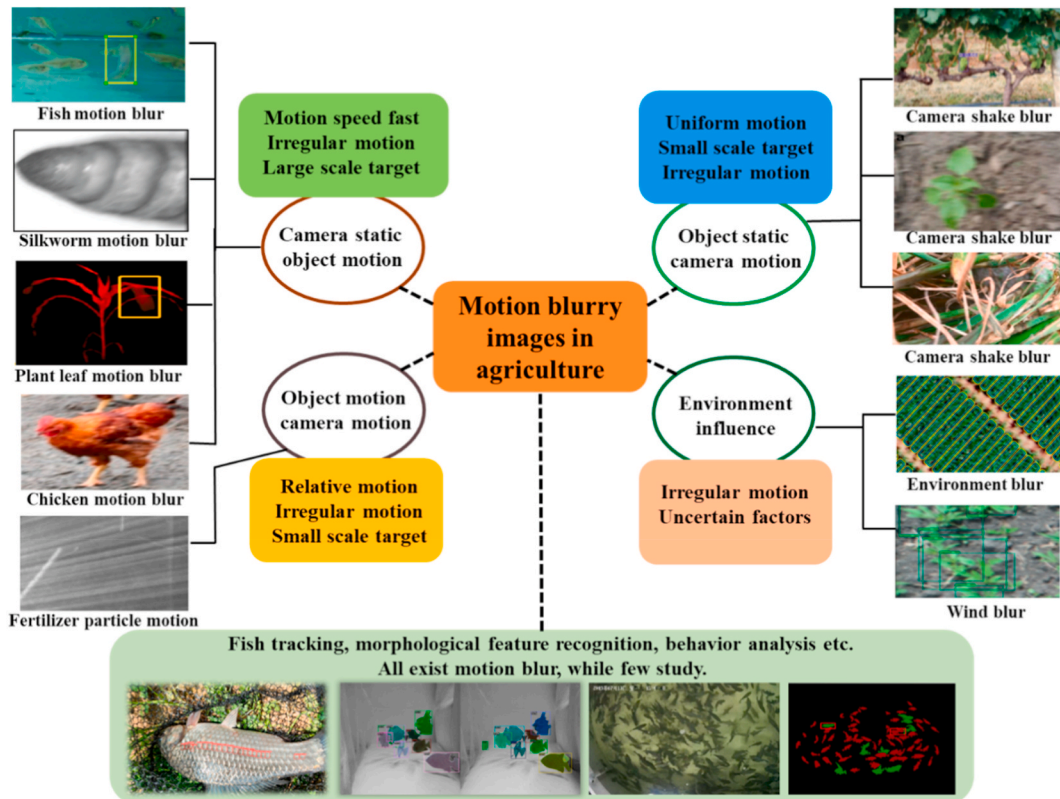 Fish motion blur
Silkworm motion blur
Plant leaf motion blur
Chicken motion blur
Fertilizer particle motion
Motion speed fast
Irregular motion
Large scale target
Camera static
object motion
Object motion
camera motion
Relative motion
Irregular motion
Small scale target
Motion blurry
images in
agriculture
Uniform motion
Small scale target
Irregular motion
Object static
camera motion
Environment
influence
Irregular motion
Uncertain factors
Camera shake blur
a
Camera shake blur
Camera shake blur
Environment blur
Wind blur
Fish tracking, morphological feature recognition, behavior analysis etc.
All exist motion blur, while few study.